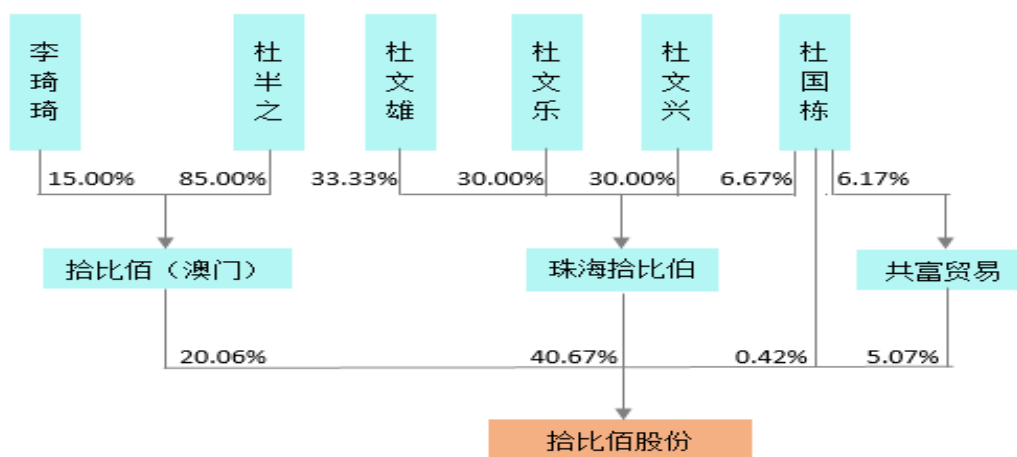 李琦琦
杜半之
杜文雄
杜文乐
杜文兴
杜国栋
15.00%
85.00%
33.33%
30.00%
30.00%
6.67%
6.17%
拾比佰（澳门）
珠海拾比伯
共富贸易
20.06%
40.67%
0.42%
5.07%
拾比佰股份